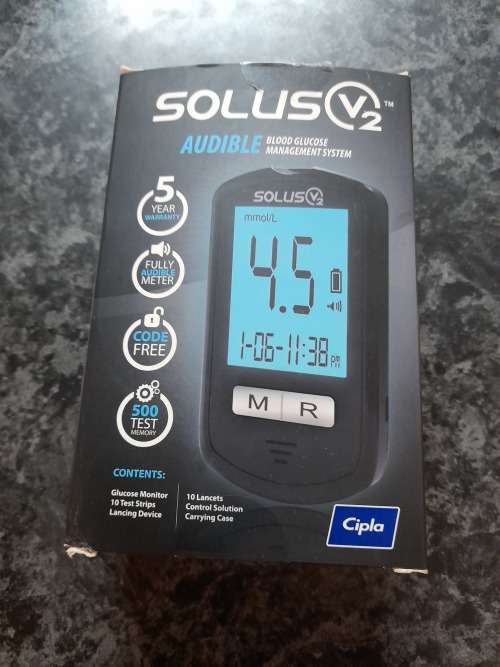 SOLUS V2™
AUDIBLE BLOOD GLUCOSE
MANAGEMENT SYSTEM
5
YEAR
WARRANTY
FULLY
AUDIBLE
METER
CODE
FREE
500
TEST
MEMORY
SOLUS V2
mmol/L
4.5
1-06-11:38 PM
M R
CONTENTS:
Glucose Monitor
10 Test Strips
Lancing Device
10 Lancets
Control Solution
Carrying Case
Cipla